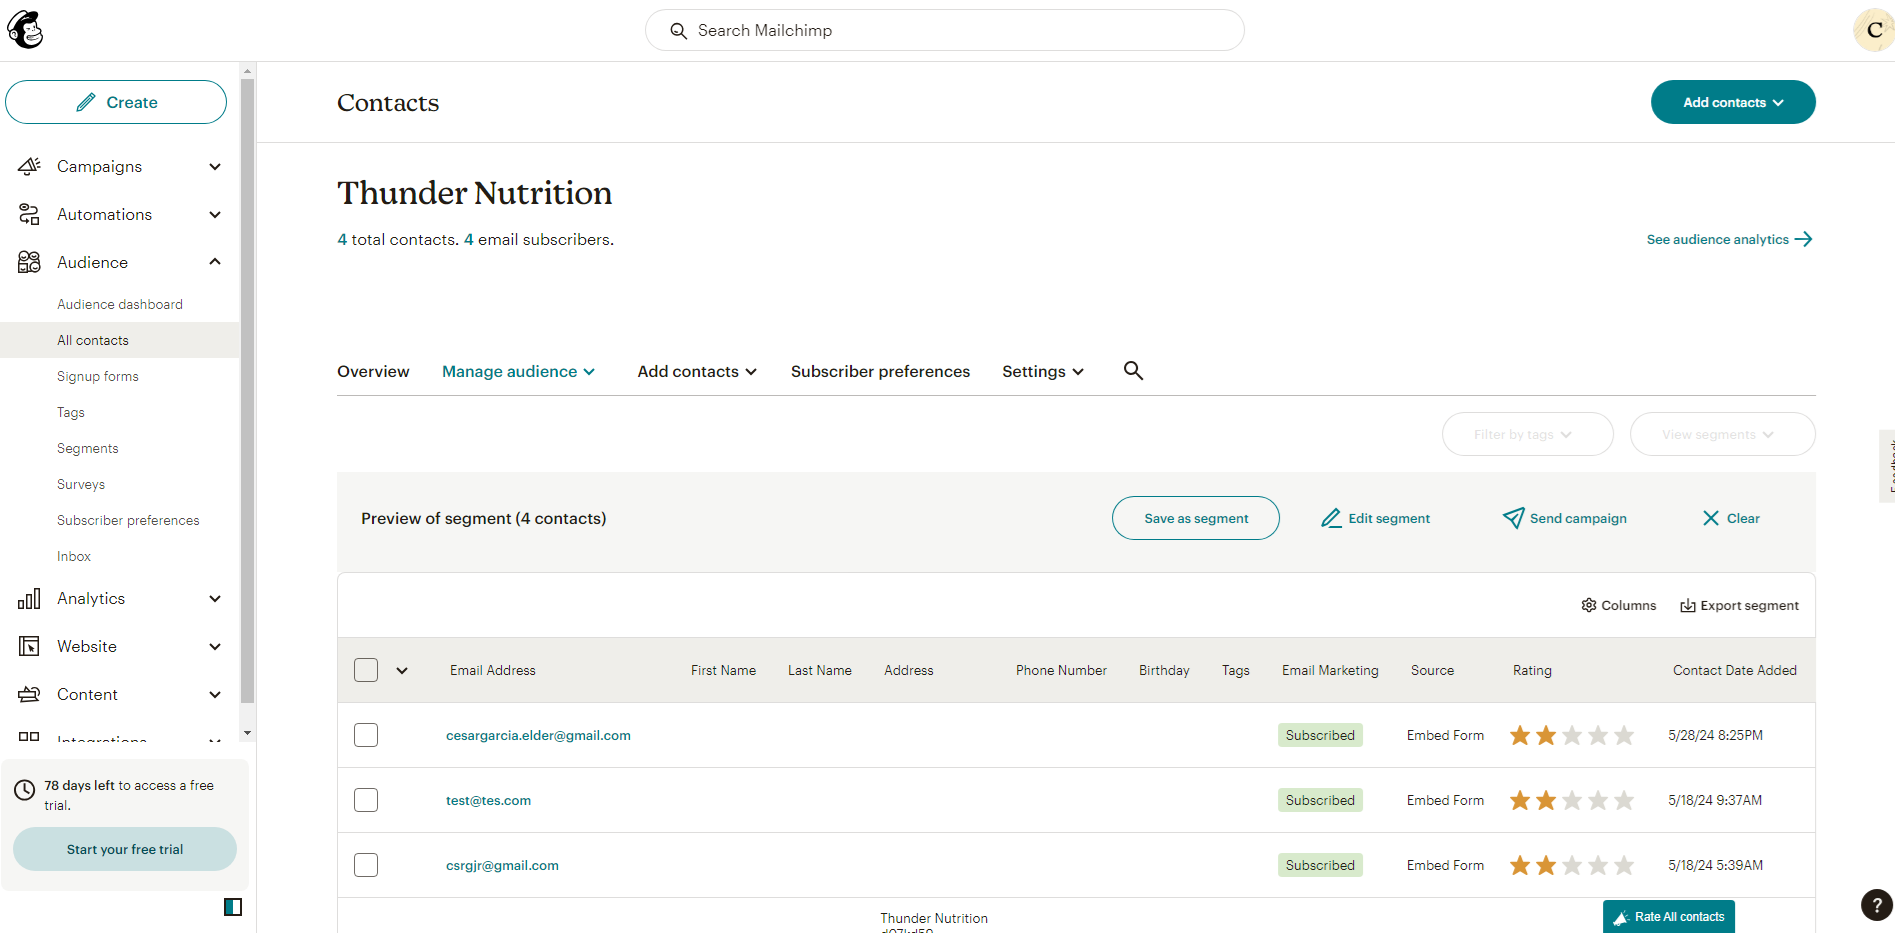 Search Mailchimp
C
Create
Campaigns
Automations
Audience
Audience dashboard
All contacts
Signup forms
Tags
Segments
Surveys
Subscriber preferences
Inbox
Analytics
Website
Content
Integrations
78 days left to access a free
trial.
Start your free trial
Contacts
Add contacts
Thunder Nutrition
4 total contacts. 4 email subscribers.
See audience analytics
Overview Manage audience Add contacts Subscriber preferences Settings
Filter by tags View segments
Feedback
Preview of segment (4 contacts) Save as segment Edit segment Send campaign Clear
Columns Export segment
Email Address First Name Last Name Address Phone Number Birthday Tags Email Marketing Source Rating Contact Date Added
cesargarcia.elder@gmail.com Subscribed Embed Form 5/28/24 8:25PM
test@tes.com Subscribed Embed Form 5/18/24 9:37AM
csrgjr@gmail.com Subscribed Embed Form 5/18/24 5:39AM
Thunder Nutrition
Rate All contacts
?